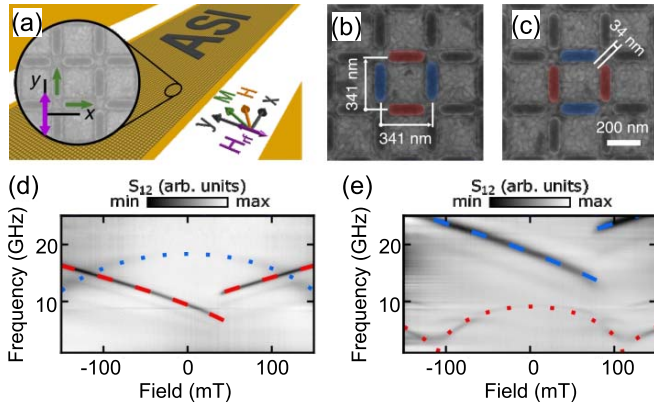 (a)
ASI
y
x
y
M
H
x
H_rf
(b)
341 nm
341 nm
(c)
34 nm
200 nm
(d)
S₁₂ (arb. units)
min max
Frequency (GHz)
20
10
-100 0 100
Field (mT)
(e)
S₁₂ (arb. units)
min max
Frequency (GHz)
20
10
-100 0 100
Field (mT)